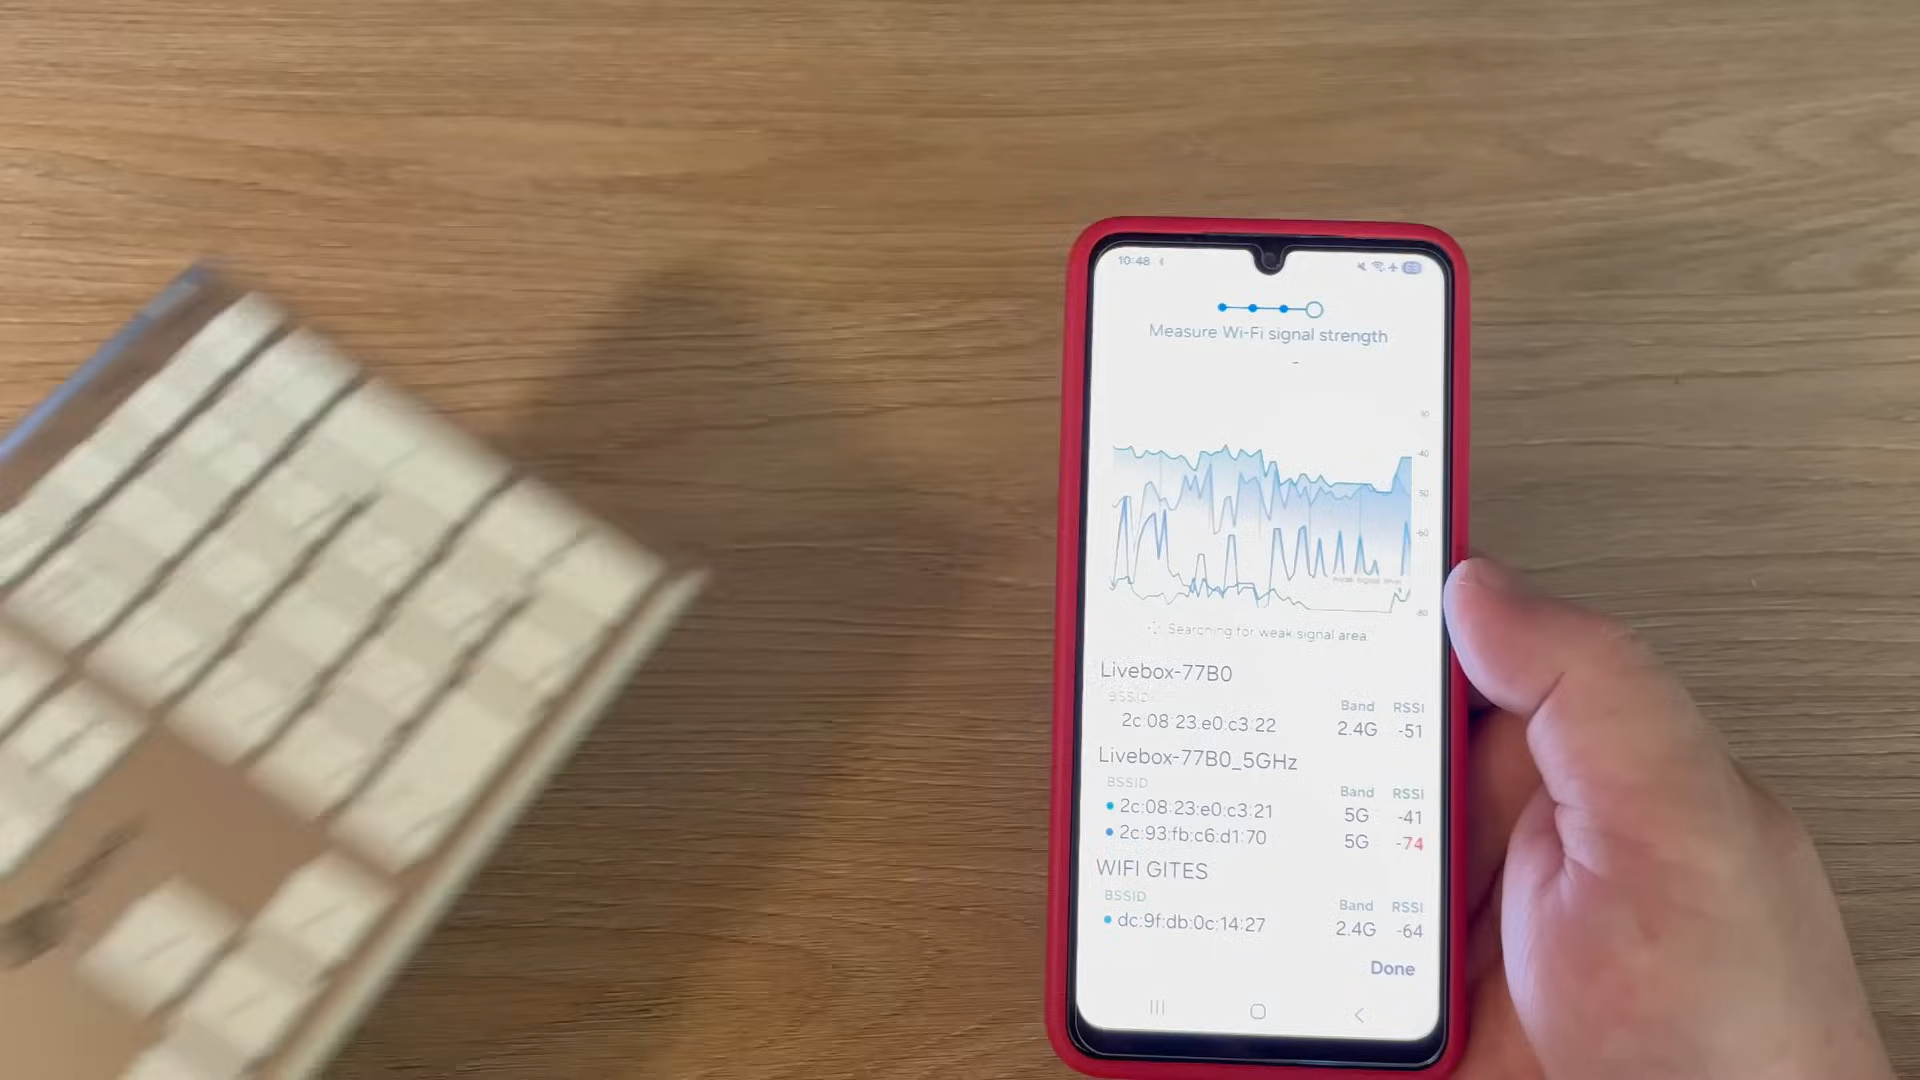 10:48
Measure Wi-Fi signal strength
-40
-60
-80
Searching for weak signal area.
Livebox-77B0
BSSID
Band RSSI
2c:08:23:e0:c3:22 2.4G -51
Livebox-77B0_5GHz
BSSID
Band RSSI
2c:08:23:e0:c3:21 5G -41
2c:93:fb:c6:d1:70 5G -74
WIFI GITES
BSSID
Band RSSI
dc:9f:db:0c:14:27 2.4G -64
Done